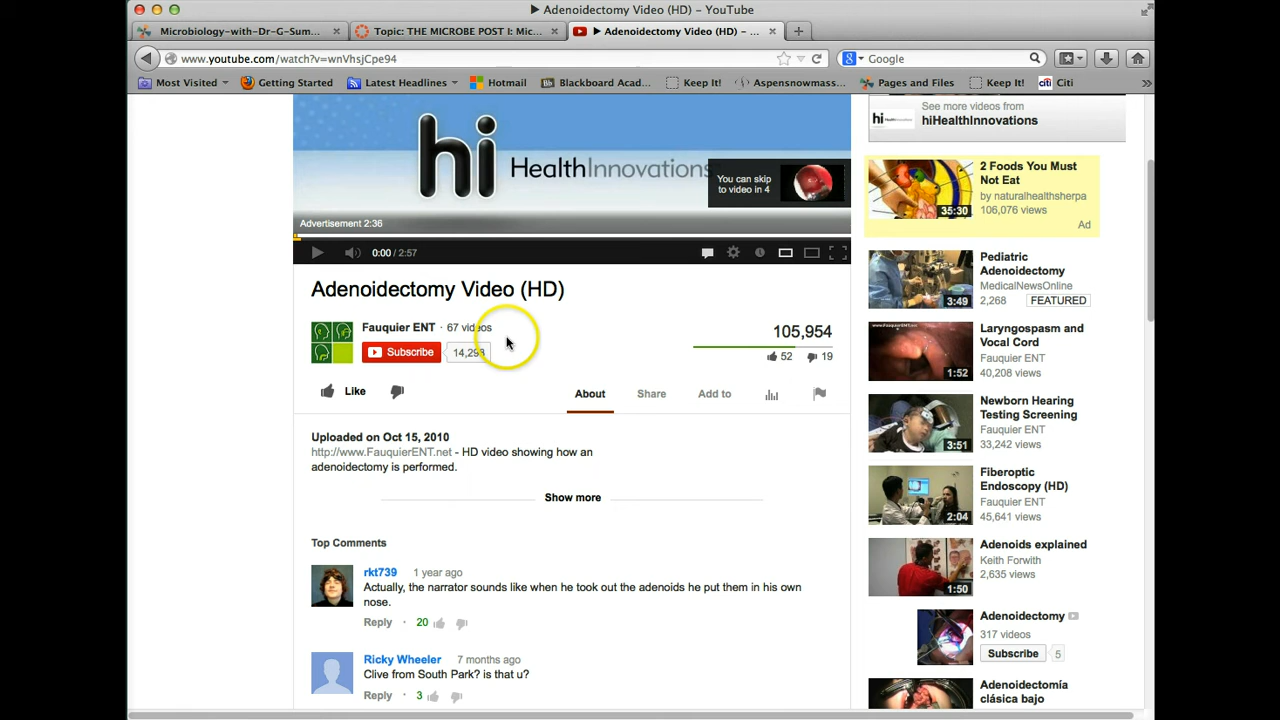 ▶ Adenoidectomy Video (HD) – YouTube
Microbiology-with-Dr-G-Sum... ×
Topic: THE MICROBE POST I: Mic... ×
▶ Adenoidectomy Video (HD) – ... ×
+
www.youtube.com/watch?v=wnVhsjCpe94
Google
Most Visited
Getting Started
Latest Headlines
Hotmail
Bb Blackboard Acad...
Keep It!
Aspensnowmass...
Pages and Files
Keep It!
citi Citi
»
hi HealthInnovations
You can skip
to video in 4
Advertisement 2:36
0:00 / 2:57
Adenoidectomy Video (HD)
Fauquier ENT · 67 videos
Subscribe
105,954
52 19
Like
About Share Add to
Uploaded on Oct 15, 2010
http://www.FauquierENT.net - HD video showing how an
adenoidectomy is performed.
Show more
Top Comments
rkt739 1 year ago
Actually, the narrator sounds like when he took out the adenoids he put them in his own
nose.
Reply · 20
Ricky Wheeler 7 months ago
Clive from South Park? is that u?
Reply · 3
See more videos from
hi HealthInnovations
hiHealthInnovations
2 Foods You Must
Not Eat
by naturalhealthsherpa
106,076 views
35:30
Ad
Pediatric
Adenoidectomy
MedicalNewsOnline
2,268 FEATURED
3:49
Laryngospasm and
Vocal Cord
Fauquier ENT
40,208 views
www.FauquierENT.net
1:52
Newborn Hearing
Testing Screening
Fauquier ENT
33,242 views
3:51
Fiberoptic
Endoscopy (HD)
Fauquier ENT
45,641 views
2:04
Adenoids explained
Keith Forwith
2,635 views
1:50
Adenoidectomy
317 videos
Subscribe 5
Adenoidectomía
clásica bajo